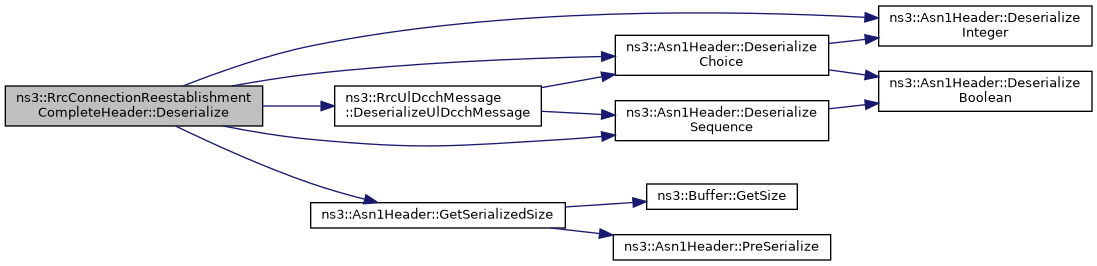 ns3::RrcConnectionReestablishment
CompleteHeader::Deserialize
ns3::RrcUlDcchMessage
::DeserializeUlDcchMessage
ns3::Asn1Header::GetSerializedSize
ns3::Asn1Header::Deserialize
Choice
ns3::Asn1Header::Deserialize
Sequence
ns3::Buffer::GetSize
ns3::Asn1Header::PreSerialize
ns3::Asn1Header::Deserialize
Integer
ns3::Asn1Header::Deserialize
Boolean